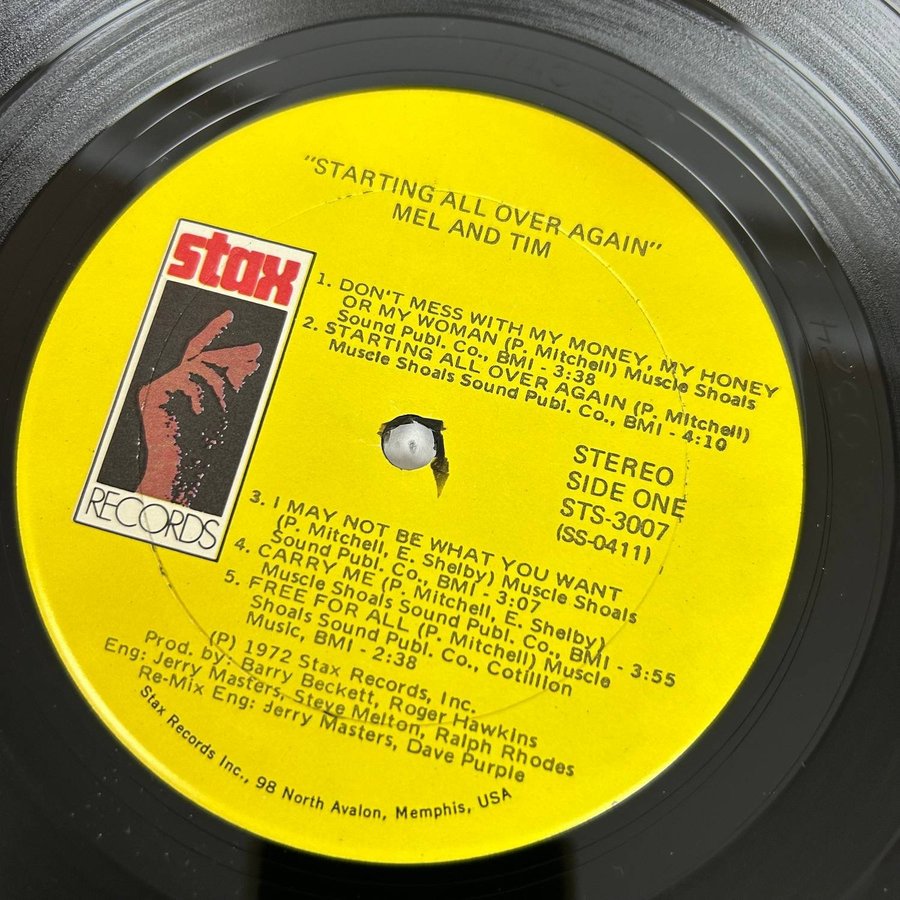 "STARTING ALL OVER AGAIN"
MEL AND TIM
stax
RECORDS
1. DON'T MESS WITH MY MONEY, MY HONEY
OR MY WOMAN (P. Mitchell) Muscle Shoals
Sound Publ. Co., BMI - 3:38
2. STARTING ALL OVER AGAIN (P. Mitchell)
Muscle Shoals Sound Publ. Co., BMI - 4:10
STEREO
SIDE ONE
STS-3007
(SS-0411)
3. I MAY NOT BE WHAT YOU WANT
(P. Mitchell, E. Shelby) Muscle Shoals
Sound Publ. Co., BMI - 3:07
4. CARRY ME (P. Mitchell, E. Shelby)
Muscle Shoals Sound Publ. Co., BMI - 3:55
5. FREE FOR ALL (P. Mitchell) Muscle
Shoals Sound Publ. Co., Cotillion
Music, BMI - 2:38
(P) 1972 Stax Records, Inc.
Prod. by: Barry Beckett, Roger Hawkins
Eng: Jerry Masters, Steve Melton, Ralph Rhodes
Re-Mix Eng: Jerry Masters, Dave Purple
Stax Records Inc., 98 North Avalon, Memphis, USA